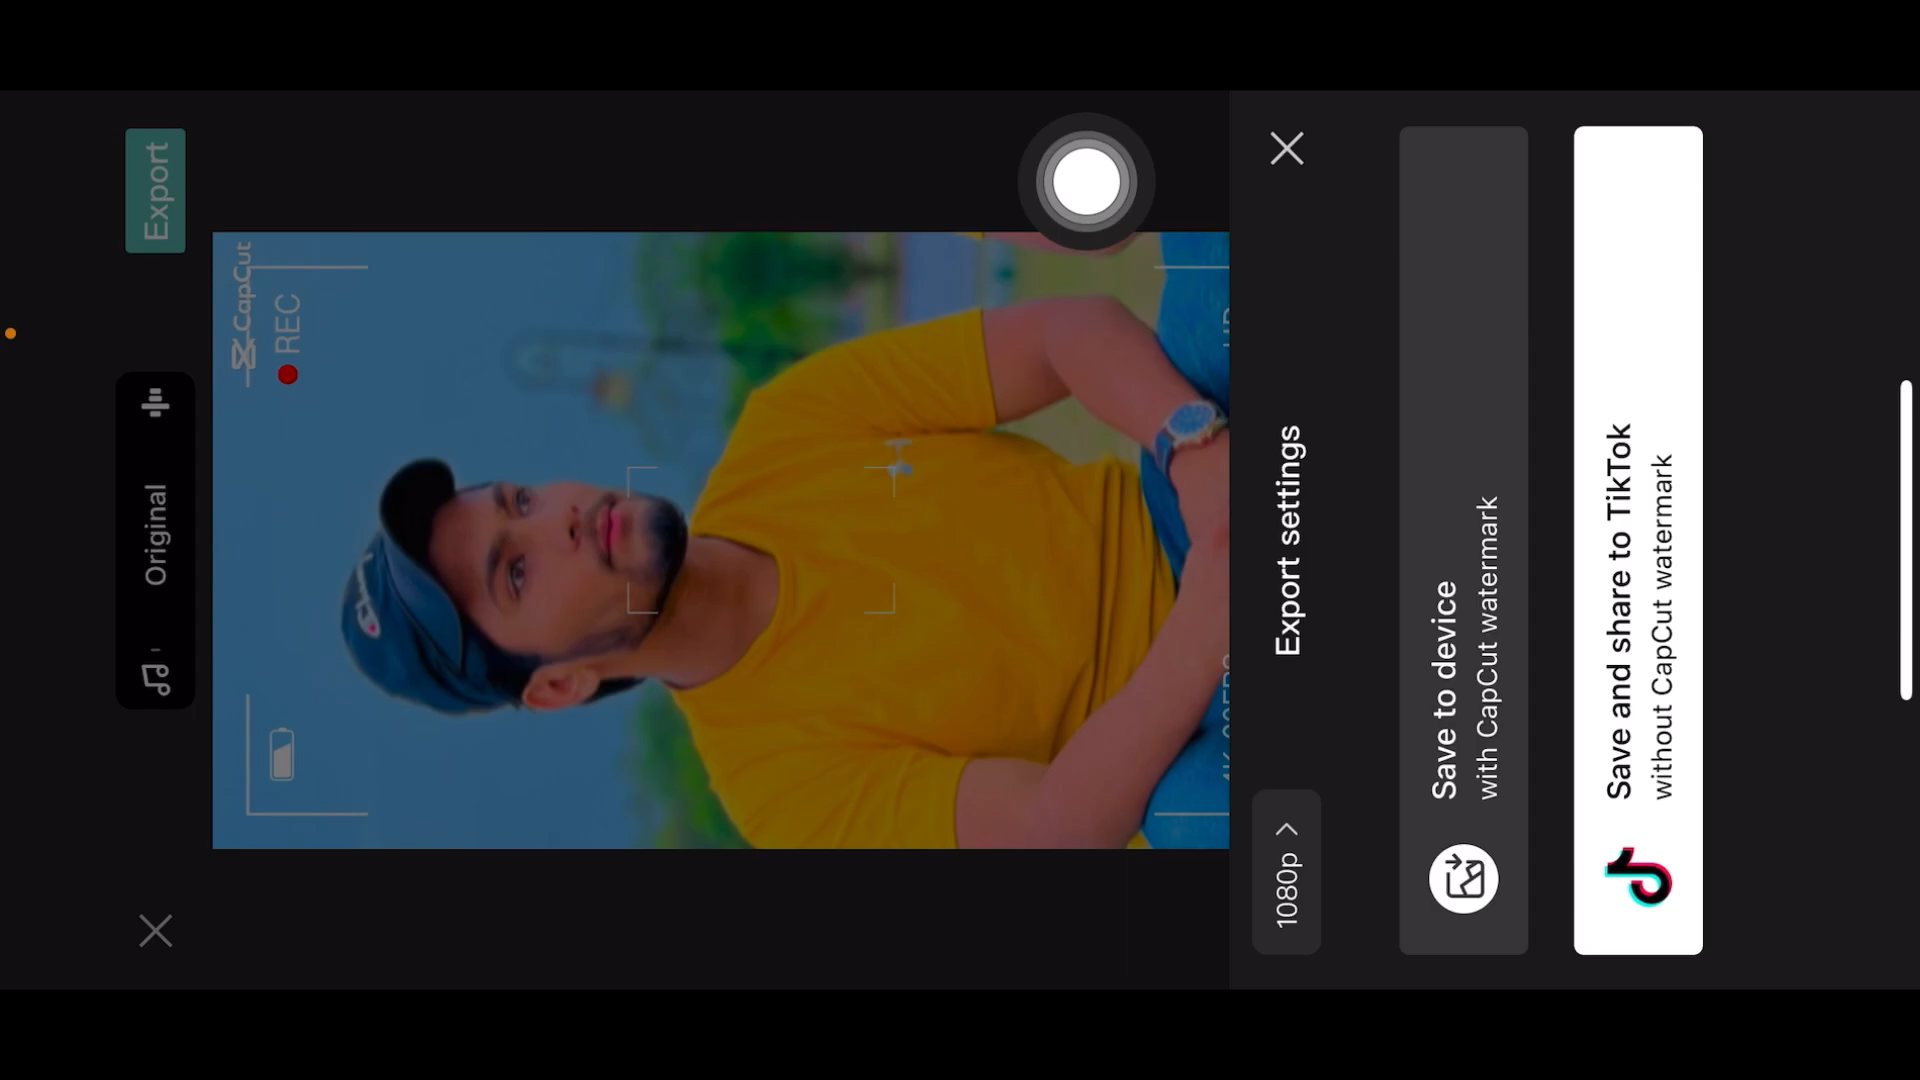 Export
Original
CapCut
REC
Export settings
1080p
Save to device
with CapCut watermark
Save and share to TikTok
without CapCut watermark